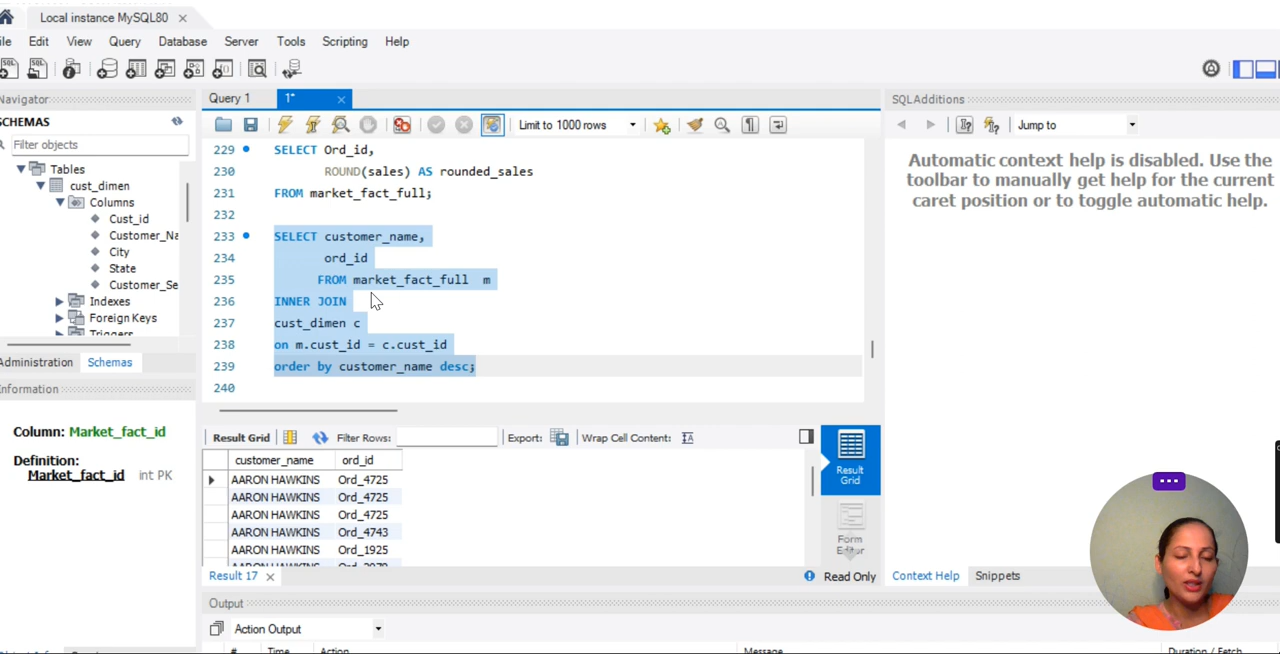 Local instance MySQL80
Edit View Query Database Server Tools Scripting Help
Navigator
SCHEMAS
Filter objects
Tables
cust_dimen
Columns
Cust_id
Customer_Na
City
State
Customer_Se
Indexes
Foreign Keys
Triggers
Administration Schemas
Information
Column: Market_fact_id
Definition:
Market_fact_id int PK
Query 1 1*
Limit to 1000 rows
229 SELECT Ord_id,
230 ROUND(sales) AS rounded_sales
231 FROM market_fact_full;
232
233 SELECT customer_name,
234 ord_id
235 FROM market_fact_full m
236 INNER JOIN
237 cust_dimen c
238 on m.cust_id = c.cust_id
239 order by customer_name desc;
240
Result Grid Filter Rows: Export: Wrap Cell Content:
customer_name ord_id
AARON HAWKINS Ord_4725
AARON HAWKINS Ord_4725
AARON HAWKINS Ord_4725
AARON HAWKINS Ord_4743
AARON HAWKINS Ord_1925
Result Grid
Form Editor
Result 17
Read Only
Output
Action Output
# Time Action Message Duration / Fetch
SQLAdditions
Jump to
Automatic context help is disabled. Use the
toolbar to manually get help for the current
caret position or to toggle automatic help.
Context Help Snippets